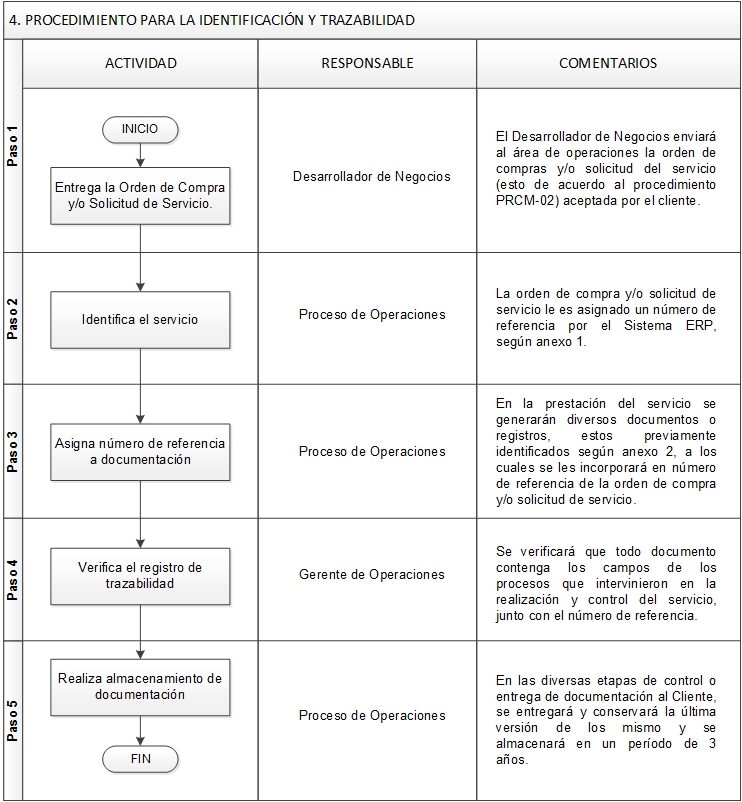 4. PROCEDIMIENTO PARA LA IDENTIFICACIÓN Y TRAZABILIDAD
ACTIVIDAD
RESPONSABLE
COMENTARIOS
Paso 1
INICIO
Entrega la Orden de Compra
y/o Solicitud de Servicio.
Desarrollador de Negocios
El Desarrollador de Negocios enviará
al área de operaciones la orden de
compras y/o solicitud del servicio
(esto de acuerdo al procedimiento
PRCM-02) aceptada por el cliente.
Paso 2
Identifica el servicio
Proceso de Operaciones
La orden de compra y/o solicitud de
servicio le es asignado un número de
referencia por el Sistema ERP,
según anexo 1.
Paso 3
Asigna número de referencia
a documentación
Proceso de Operaciones
En la prestación del servicio se
generarán diversos documentos o
registros, estos previamente
identificados según anexo 2, a los
cuales se les incorporará en número
de referencia de la orden de compra
y/o solicitud de servicio.
Paso 4
Verifica el registro de
trazabilidad
Gerente de Operaciones
Se verificará que todo documento
contenga los campos de los
procesos que intervinieron en la
realización y control del servicio,
junto con el número de referencia.
Paso 5
Realiza almacenamiento de
documentación
FIN
Proceso de Operaciones
En las diversas etapas de control o
entrega de documentación al Cliente,
se entregará y conservará la última
versión de los mismo y se
almacenará en un período de 3
años.